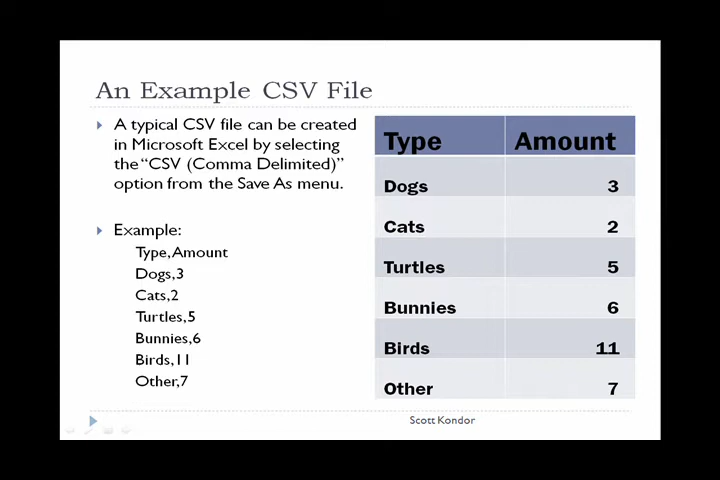 An Example CSV File
A typical CSV file can be created
in Microsoft Excel by selecting
the "CSV (Comma Delimited)"
option from the Save As menu.
Example:
Type,Amount
Dogs,3
Cats,2
Turtles,5
Bunnies,6
Birds,11
Other,7
Type Amount
Dogs 3
Cats 2
Turtles 5
Bunnies 6
Birds 11
Other 7
Scott Kondor